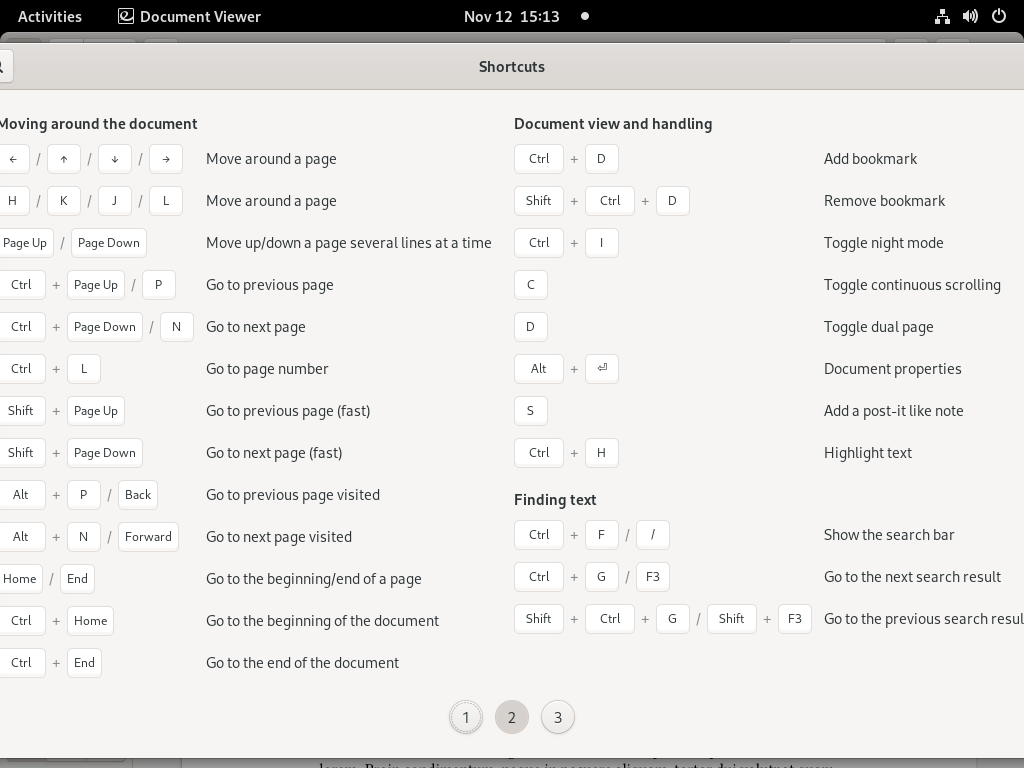 Activities
Document Viewer
Nov 12 15:13
Shortcuts
Moving around the document
← / ↑ / ↓ / → Move around a page
H / K / J / L Move around a page
Page Up / Page Down Move up/down a page several lines at a time
Ctrl + Page Up / P Go to previous page
Ctrl + Page Down / N Go to next page
Ctrl + L Go to page number
Shift + Page Up Go to previous page (fast)
Shift + Page Down Go to next page (fast)
Alt + P / Back Go to previous page visited
Alt + N / Forward Go to next page visited
Home / End Go to the beginning/end of a page
Ctrl + Home Go to the beginning of the document
Ctrl + End Go to the end of the document
Document view and handling
Ctrl + D Add bookmark
Shift + Ctrl + D Remove bookmark
Ctrl + I Toggle night mode
C Toggle continuous scrolling
D Toggle dual page
Alt + ⏎ Document properties
S Add a post-it like note
Ctrl + H Highlight text
Finding text
Ctrl + F / / Show the search bar
Ctrl + G / F3 Go to the next search result
Shift + Ctrl + G / Shift + F3 Go to the previous search resul
1 2 3